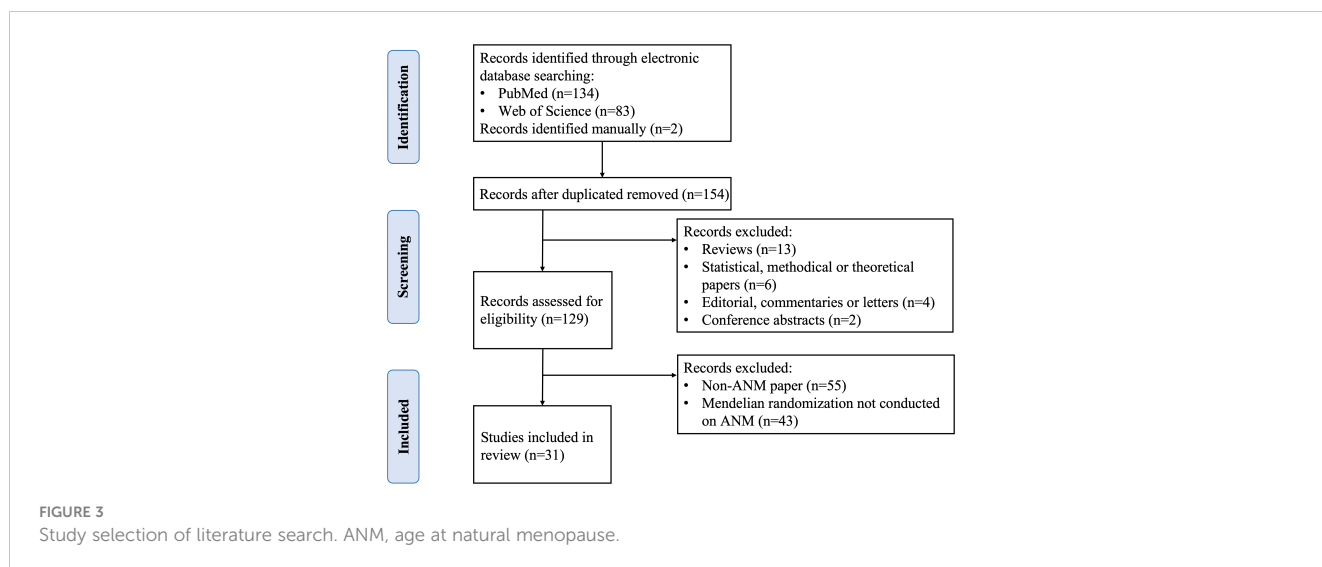 Identification
Records identified through electronic
database searching:
• PubMed (n=134)
• Web of Science (n=83)
Records identified manually (n=2)
Records after duplicated removed (n=154)
Screening
Records excluded:
• Reviews (n=13)
• Statistical, methodical or theoretical
papers (n=6)
• Editorial, commentaries or letters (n=4)
• Conference abstracts (n=2)
Records assessed for
eligibility (n=129)
Included
Records excluded:
• Non-ANM paper (n=55)
• Mendelian randomization not conducted
on ANM (n=43)
Studies included in
review (n=31)
FIGURE 3
Study selection of literature search. ANM, age at natural menopause.